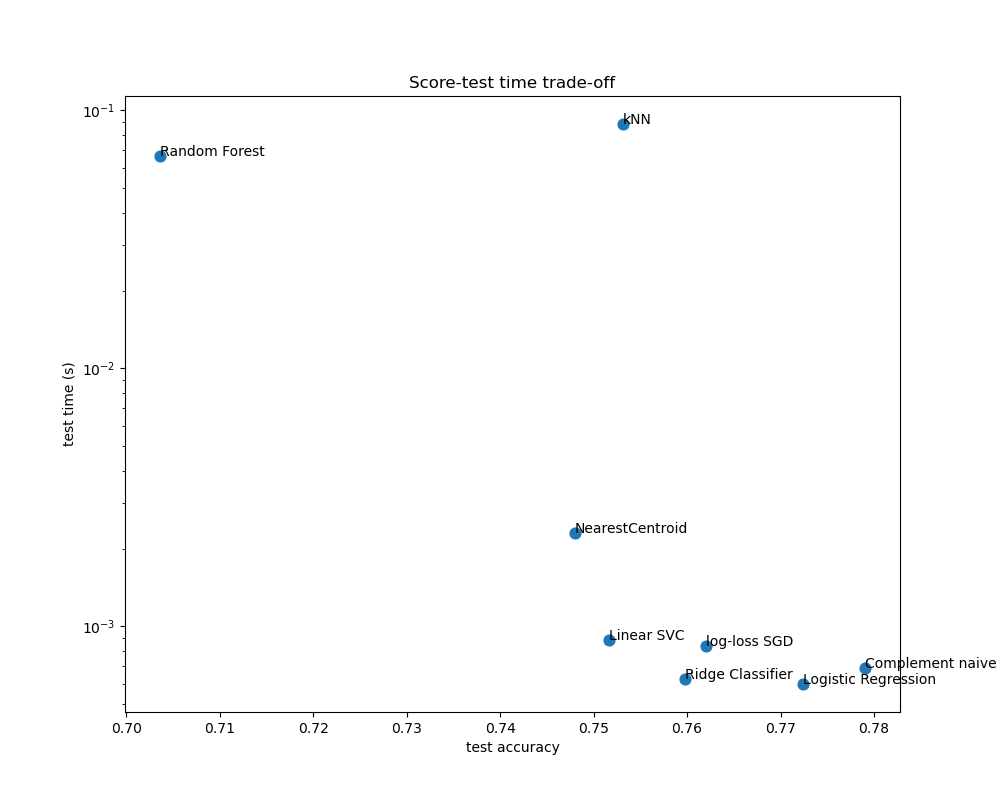 Score-test time trade-off
10⁻¹
kNN
Random Forest
10⁻²
test time (s)
NearestCentroid
10⁻³
Linear SVC
log-loss SGD
Complement naive
Ridge Classifier
Logistic Regression
0.70 0.71 0.72 0.73 0.74 0.75 0.76 0.77 0.78
test accuracy